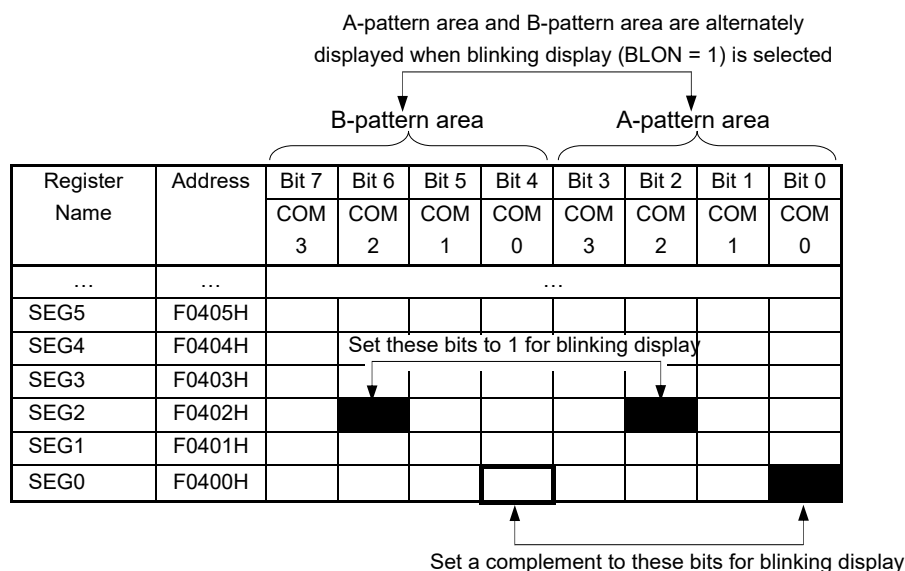 A-pattern area and B-pattern area are alternately
displayed when blinking display (BLON = 1) is selected
B-pattern area A-pattern area
Register Address Bit 7 Bit 6 Bit 5 Bit 4 Bit 3 Bit 2 Bit 1 Bit 0
Name COM COM COM COM COM COM COM COM
3 2 1 0 3 2 1 0
… … …
SEG5 F0405H
SEG4 F0404H Set these bits to 1 for blinking display
SEG3 F0403H
SEG2 F0402H
SEG1 F0401H
SEG0 F0400H
Set a complement to these bits for blinking display